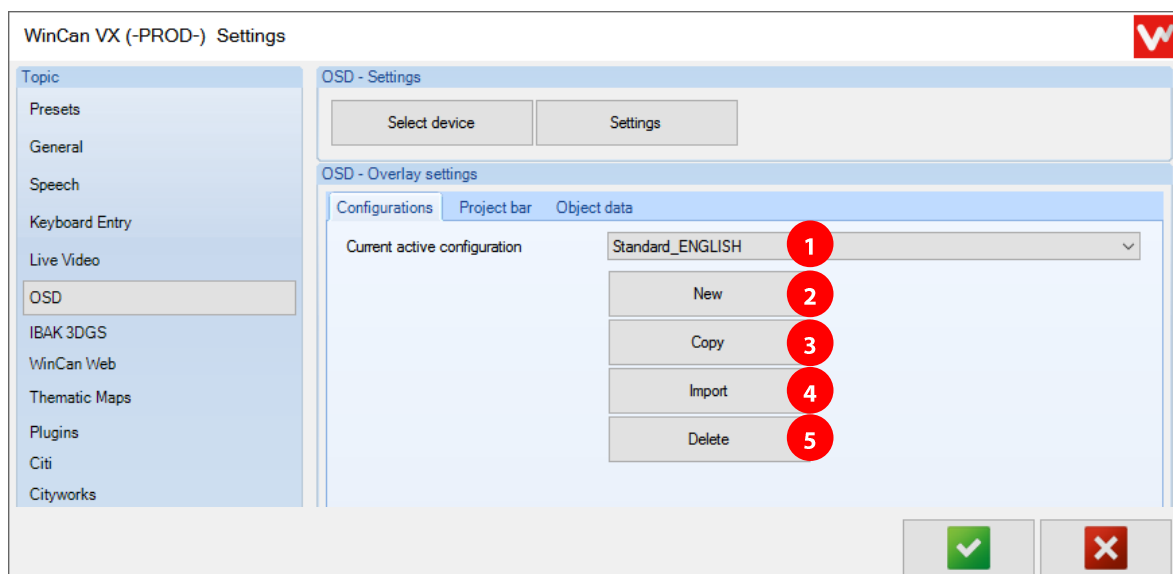 WinCan VX (-PROD-) Settings
Topic
Presets
General
Speech
Keyboard Entry
Live Video
OSD
IBAK 3DGS
WinCan Web
Thematic Maps
Plugins
Citi
Cityworks
OSD - Settings
Select device
Settings
OSD - Overlay settings
Configurations Project bar Object data
Current active configuration Standard_ENGLISH 1
New 2
Copy 3
Import 4
Delete 5